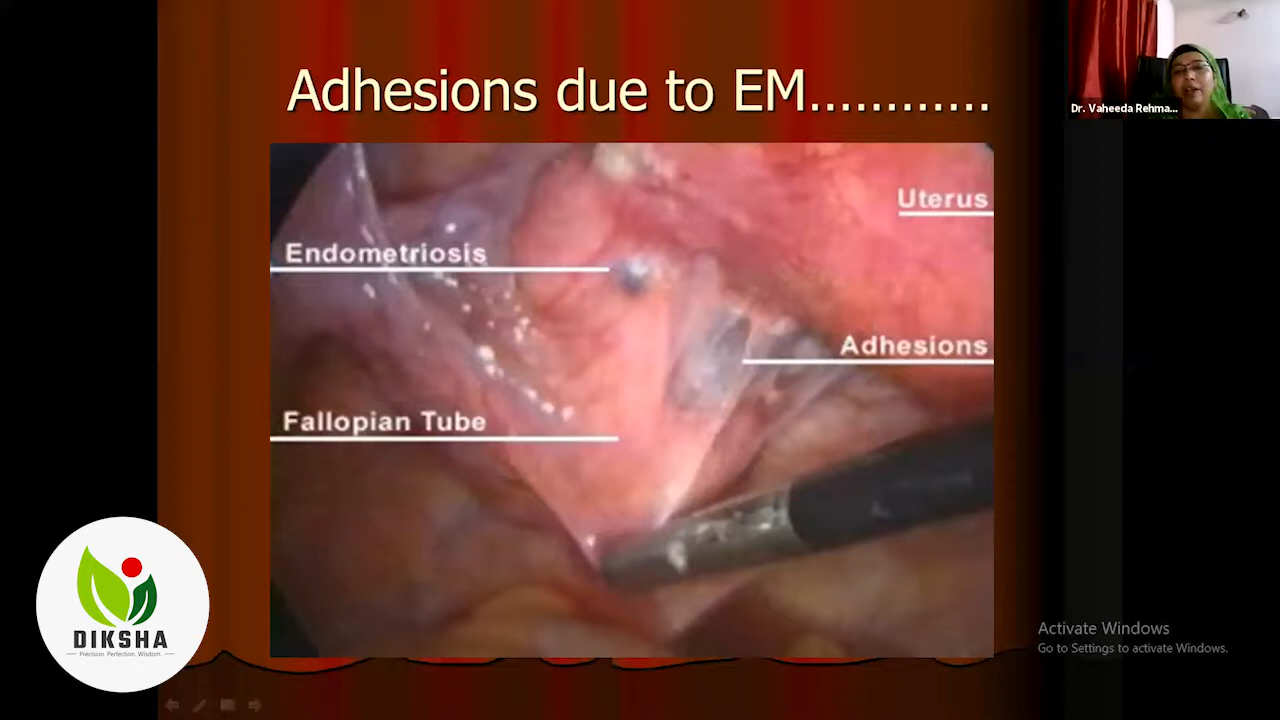 Adhesions due to EM............
Dr. Vaheeda Rehma...
Uterus
Endometriosis
Adhesions
Fallopian Tube
DIKSHA
Precision. Perfection. Wisdom.
Activate Windows
Go to Settings to activate Windows.